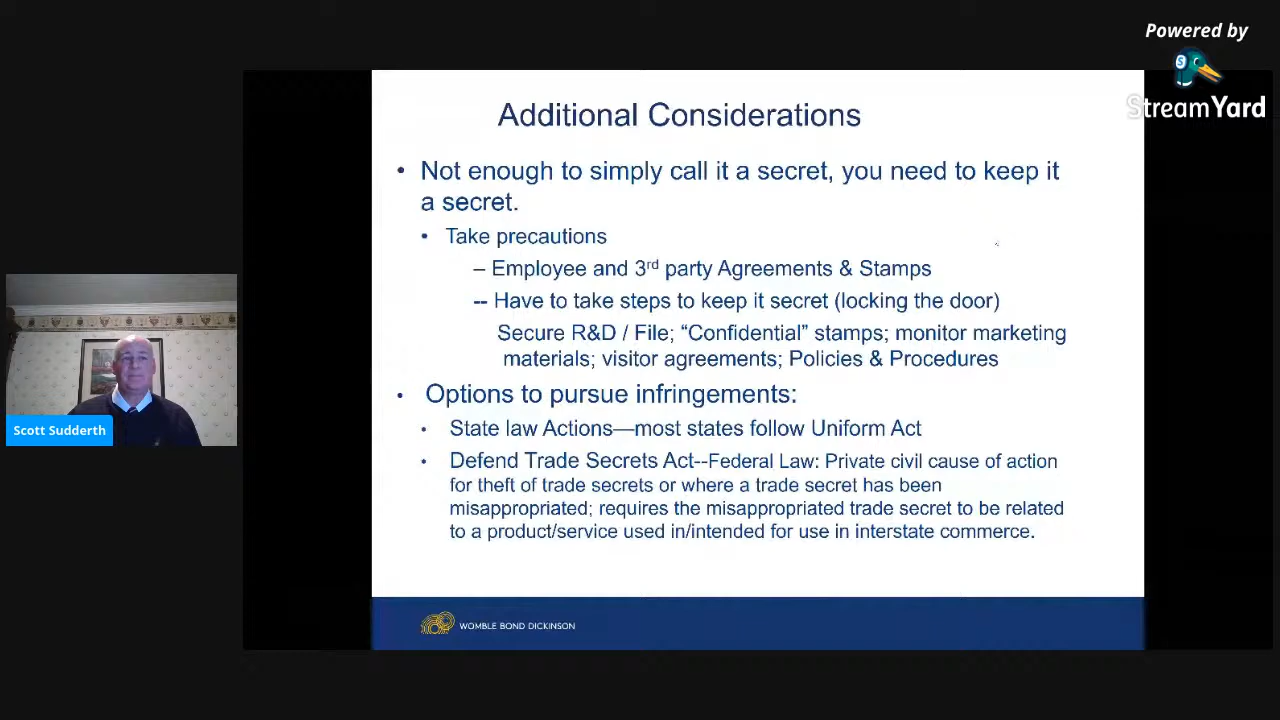 Powered by
StreamYard
Additional Considerations
• Not enough to simply call it a secret, you need to keep it
a secret.
• Take precautions
– Employee and 3rd party Agreements & Stamps
-- Have to take steps to keep it secret (locking the door)
Secure R&D / File; “Confidential” stamps; monitor marketing
materials; visitor agreements; Policies & Procedures
• Options to pursue infringements:
• State law Actions—most states follow Uniform Act
• Defend Trade Secrets Act--Federal Law: Private civil cause of action
for theft of trade secrets or where a trade secret has been
misappropriated; requires the misappropriated trade secret to be related
to a product/service used in/intended for use in interstate commerce.
Scott Sudderth
WOMBLE BOND DICKINSON